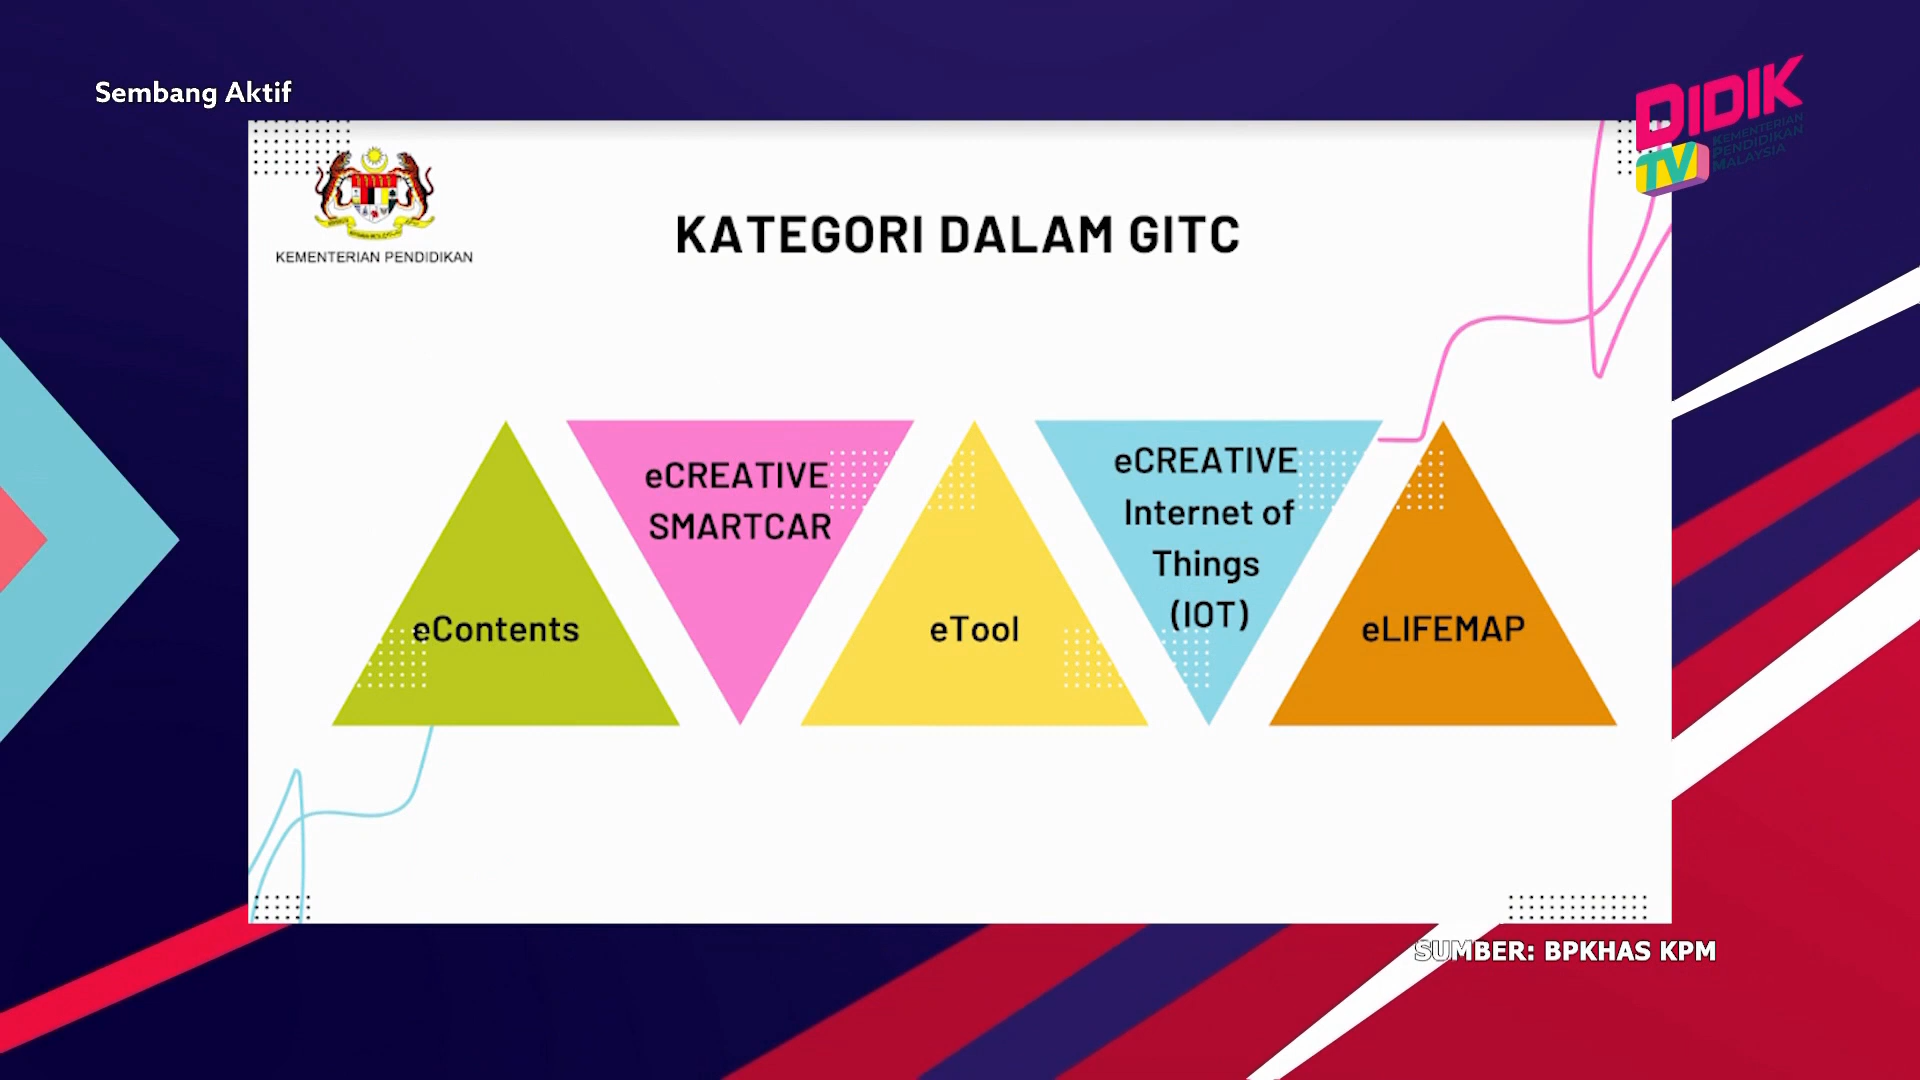 Sembang Aktif
DIDIK
TV
KEMENTERIAN
PENDIDIKAN
MALAYSIA
KEMENTERIAN PENDIDIKAN
KATEGORI DALAM GITC
eContents
eCREATIVE
SMARTCAR
eTool
eCREATIVE
Internet of
Things
(IOT)
eLIFEMAP
SUMBER: BPKHAS KPM